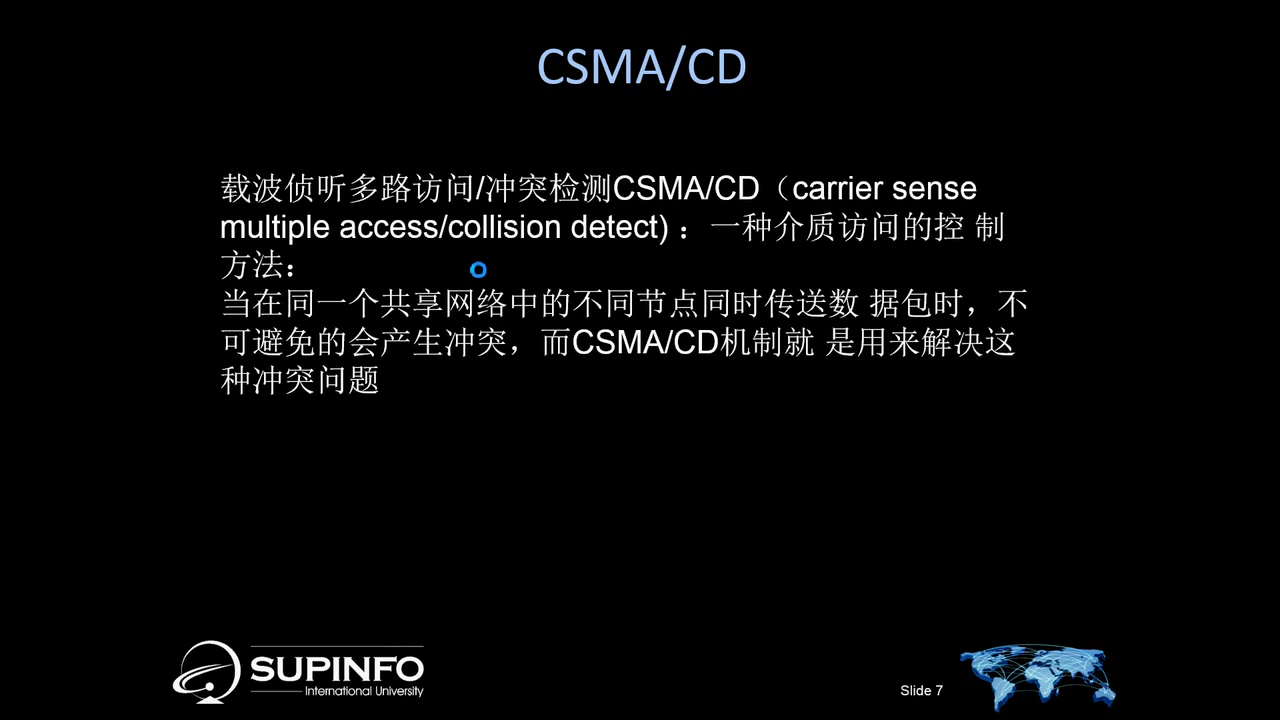 CSMA/CD
载波侦听多路访问/冲突检测CSMA/CD（carrier sense
multiple access/collision detect) ：一种介质访问的控 制
方法：
当在同一个共享网络中的不同节点同时传送数 据包时，不
可避免的会产生冲突，而CSMA/CD机制就 是用来解决这
种冲突问题
SUPINFO
International University
Slide 7